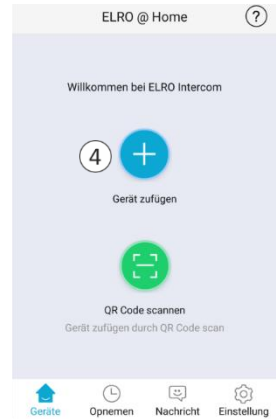 ELRO @ Home
?
Willkommen bei ELRO Intercom
4
Gerät zufügen
QR Code scannen
Gerät zufügen durch QR Code scan
Geräte Opnemen Nachricht Einstellung